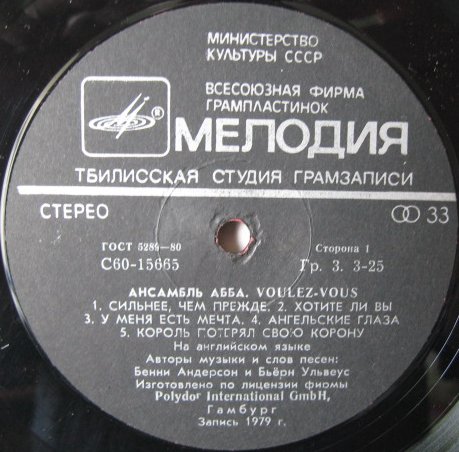 МИНИСТЕРСТВО
КУЛЬТУРЫ СССР
ВСЕСОЮЗНАЯ ФИРМА
ГРАМПЛАСТИНОК
®
МЕЛОДИЯ
ТБИЛИССКАЯ СТУДИЯ ГРАМЗАПИСИ
СТЕРЕО
33
ГОСТ 5289-80
Сторона 1
С60-15665
Гр. 3. 3-25
АНСАМБЛЬ АББА. VOULEZ-VOUS
1. СИЛЬНЕЕ, ЧЕМ ПРЕЖДЕ. 2. ХОТИТЕ ЛИ ВЫ
3. У МЕНЯ ЕСТЬ МЕЧТА. 4. АНГЕЛЬСКИЕ ГЛАЗА
5. КОРОЛЬ ПОТЕРЯЛ СВОЮ КОРОНУ
На английском языке
Авторы музыки и слов песен:
Бенни Андерсон и Бьёрн Ульвеус
Изготовлено по лицензии фирмы
Polydor International GmbH,
Гамбург
Запись 1979 г.